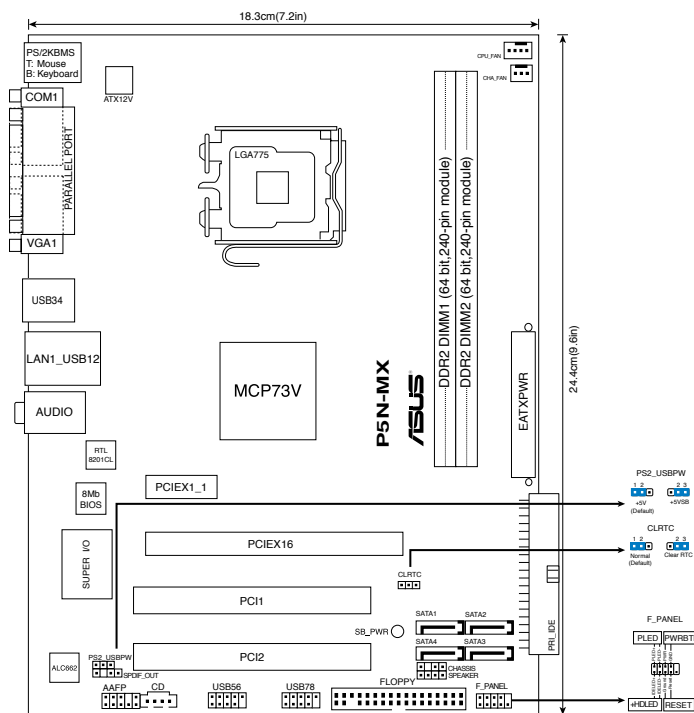 18.3cm(7.2in)
PS/2KBMS
T: Mouse
B: Keyboard
COM1
PARALLEL PORT
VGA1
USB34
LAN1_USB12
AUDIO
ATX12V
LGA775
CPU_FAN
CHA_FAN
DDR2 DIMM1 (64 bit,240-pin module)
DDR2 DIMM2 (64 bit,240-pin module)
24.4cm(9.6in)
EATXPWR
MCP73V
P5N-MX
ASUS
RTL
8201CL
8Mb
BIOS
SUPER I/O
PCIEX1_1
PCIEX16
PCI1
PCI2
CLRTC
SATA1
SATA2
SATA4
SATA3
SB_PWR
PRI_IDE
CHASSIS
SPEAKER
ALC662
PS2_USBPW
SPDIF_OUT
AAFP
CD
USB56
USB78
FLOPPY
F_PANEL
PS2_USBPW
1 2
2 3
+5V
(Default)
+5VSB
CLRTC
1 2
2 3
Normal
(Default)
Clear RTC
F_PANEL
PLED
PWRBT
+HDLED
RESET